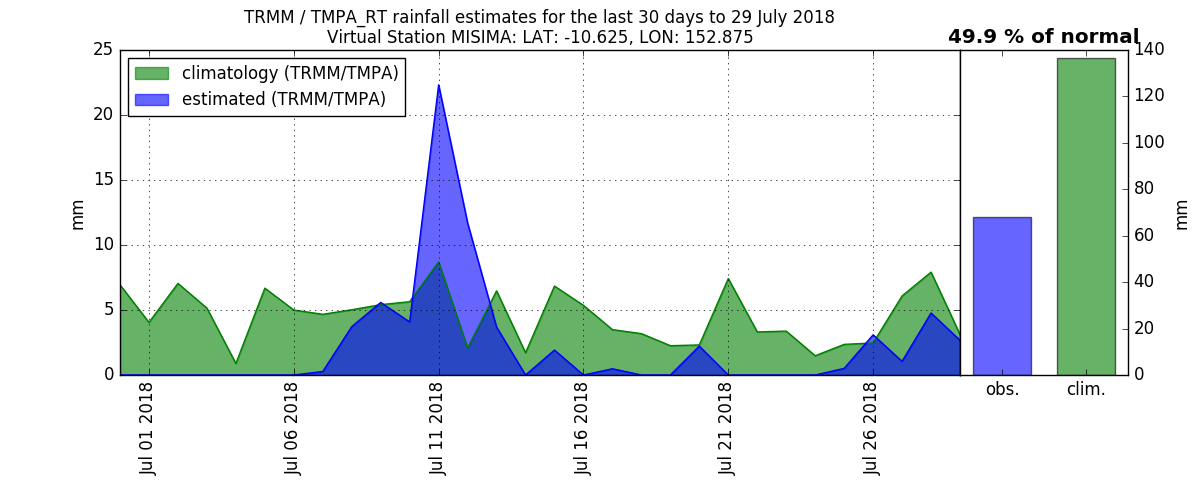 TRMM / TMPA_RT rainfall estimates for the last 30 days to 29 July 2018
Virtual Station MISIMA: LAT: -10.625, LON: 152.875
49.9 % of normal
climatology (TRMM/TMPA)
estimated (TRMM/TMPA)
25
20
15
10
5
0
mm
Jul 01 2018
Jul 06 2018
Jul 11 2018
Jul 16 2018
Jul 21 2018
Jul 26 2018
obs.
clim.
140
120
100
80
60
40
20
0
mm